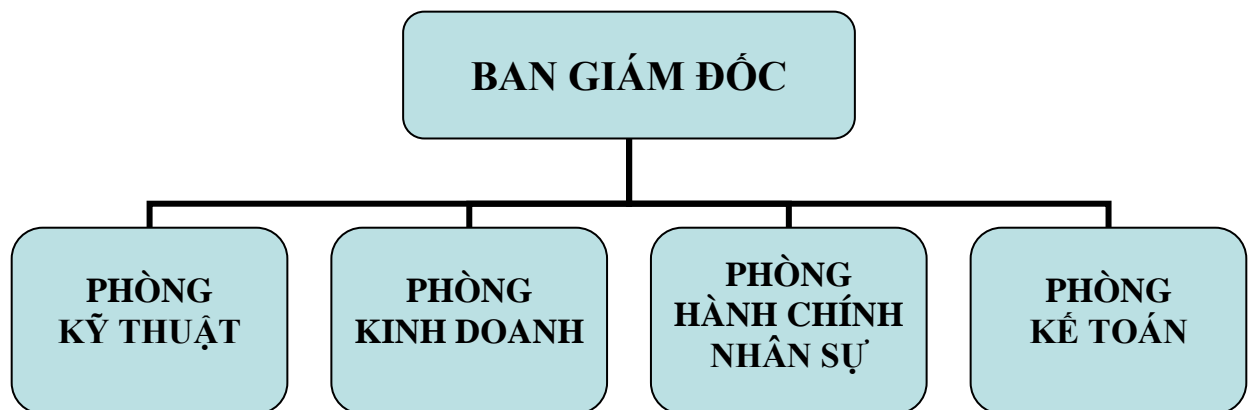 BAN GIÁM ĐỐC
PHÒNG
KỸ THUẬT
PHÒNG
KINH DOANH
PHÒNG
HÀNH CHÍNH
NHÂN SỰ
PHÒNG
KẾ TOÁN